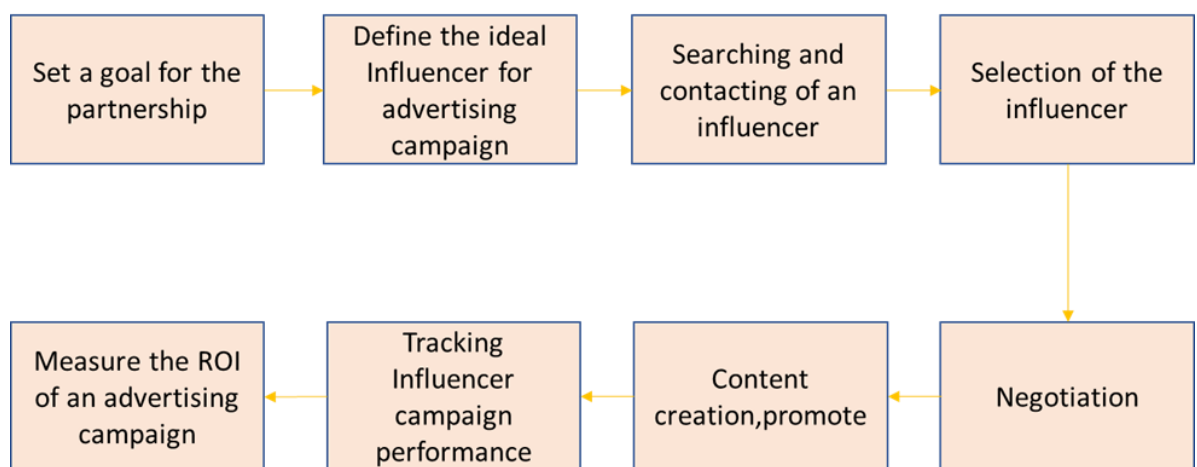 Set a goal for the
partnership
Define the ideal
Influencer for
advertising
campaign
Searching and
contacting of an
influencer
Selection of the
influencer
Negotiation
Content
creation,promote
Tracking
Influencer
campaign
performance
Measure the ROI
of an advertising
campaign